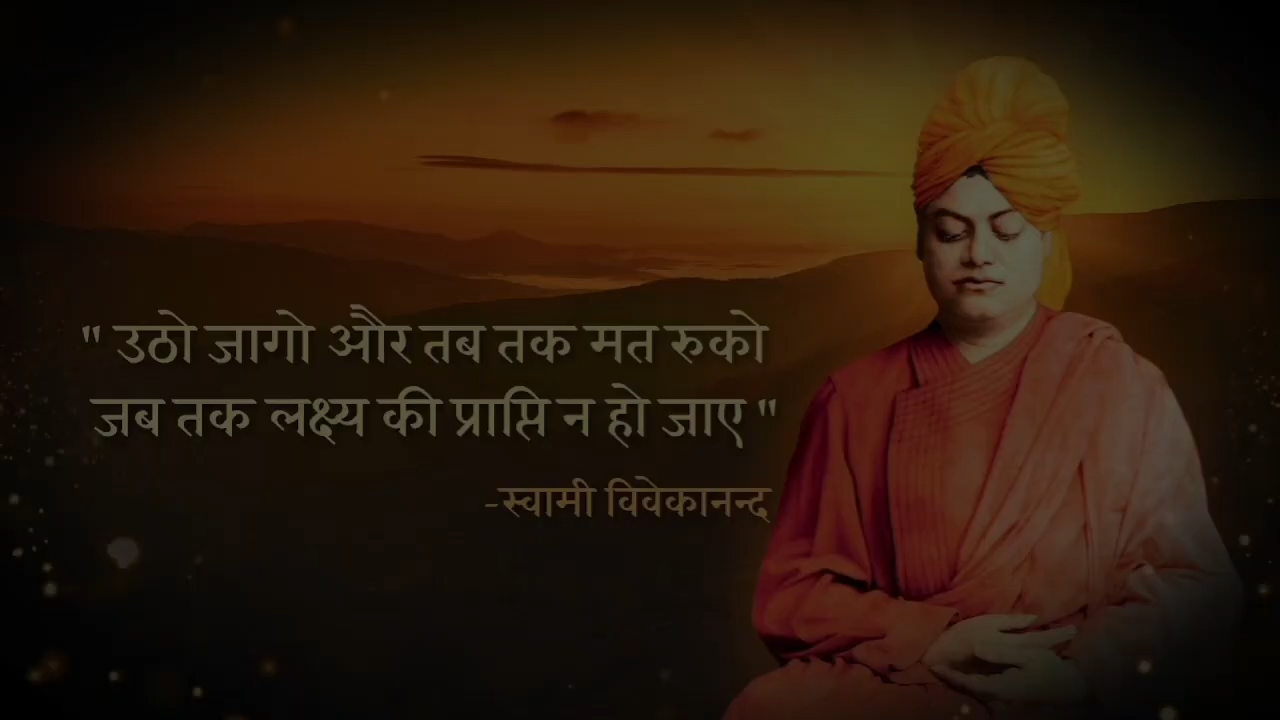 " उठो जागो और तब तक मत रुको
जब तक लक्ष्य की प्राप्ति न हो जाए "
-स्वामी विवेकानन्द